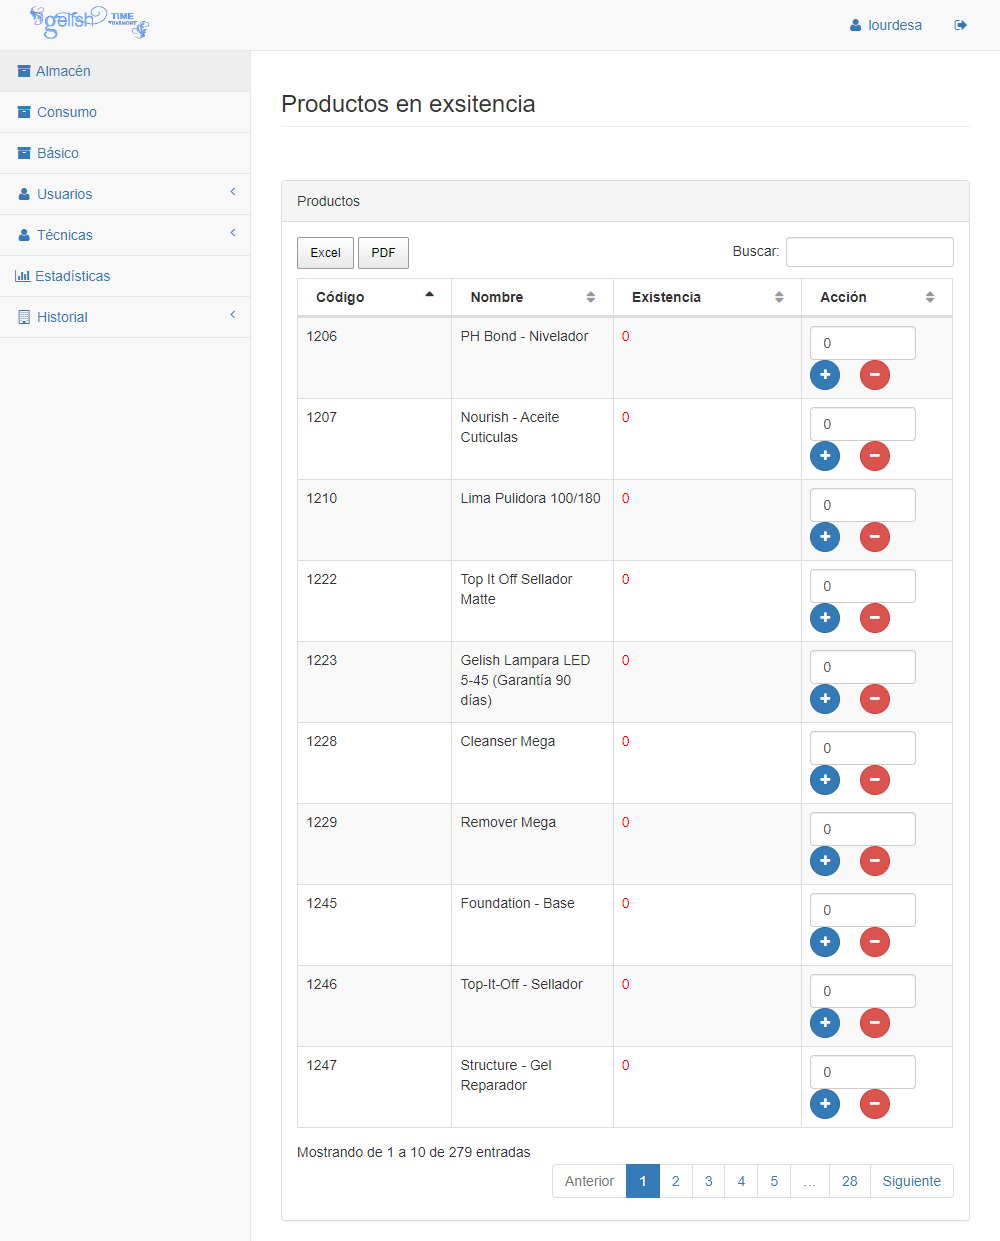 gelish TIME
lourdesa
Almacén
Consumo
Básico
Usuarios
Técnicas
Estadísticas
Historial
Productos en exsitencia
Productos
Excel PDF Buscar:
Código Nombre Existencia Acción
1206 PH Bond - Nivelador 0 0
1207 Nourish - Aceite 0 0
Cuticulas
1210 Lima Pulidora 100/180 0 0
1222 Top It Off Sellador 0 0
Matte
1223 Gelish Lampara LED 0 0
5-45 (Garantía 90
días)
1228 Cleanser Mega 0 0
1229 Remover Mega 0 0
1245 Foundation - Base 0 0
1246 Top-It-Off - Sellador 0 0
1247 Structure - Gel 0 0
Reparador
Mostrando de 1 a 10 de 279 entradas
Anterior 1 2 3 4 5 … 28 Siguiente